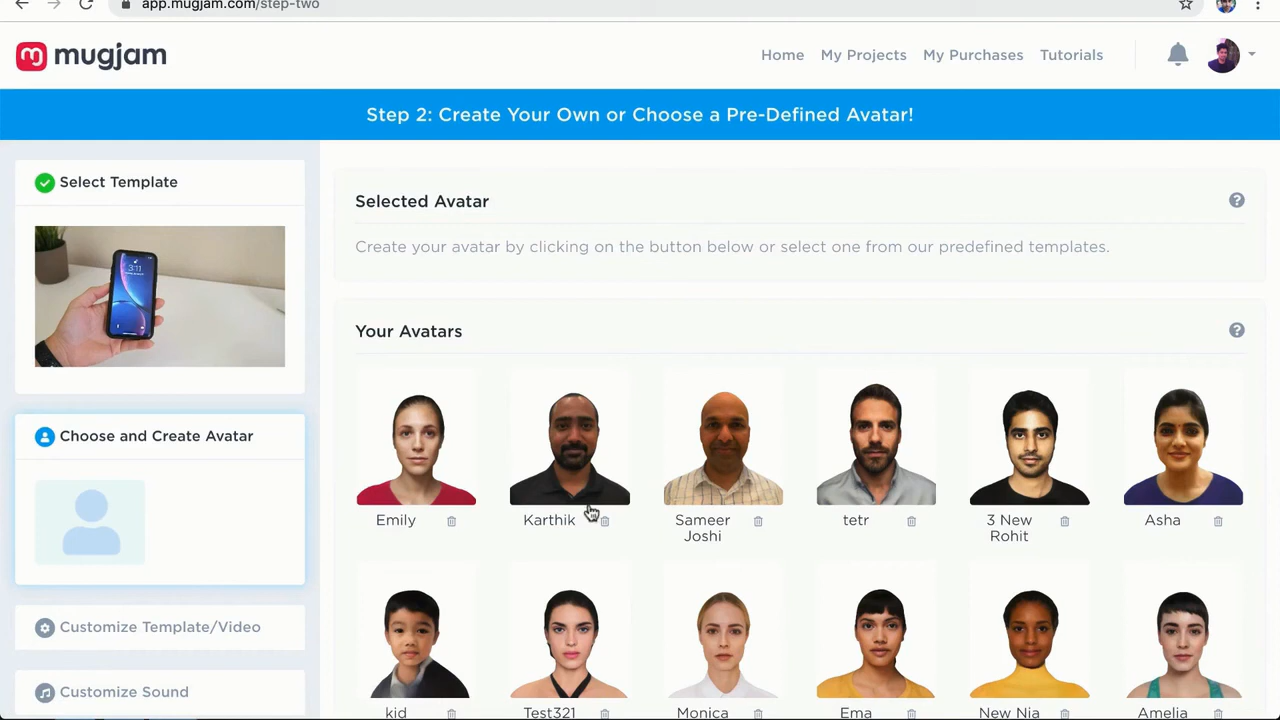 app.mugjam.com/step-two
mugjam
Home My Projects My Purchases Tutorials
Step 2: Create Your Own or Choose a Pre-Defined Avatar!
Select Template
3:11
Choose and Create Avatar
Customize Template/Video
Customize Sound
Selected Avatar
Create your avatar by clicking on the button below or select one from our predefined templates.
Your Avatars
Emily
Karthik
Sameer
Joshi
tetr
3 New
Rohit
Asha
kid
Test321
Monica
Ema
New Nia
Amelia